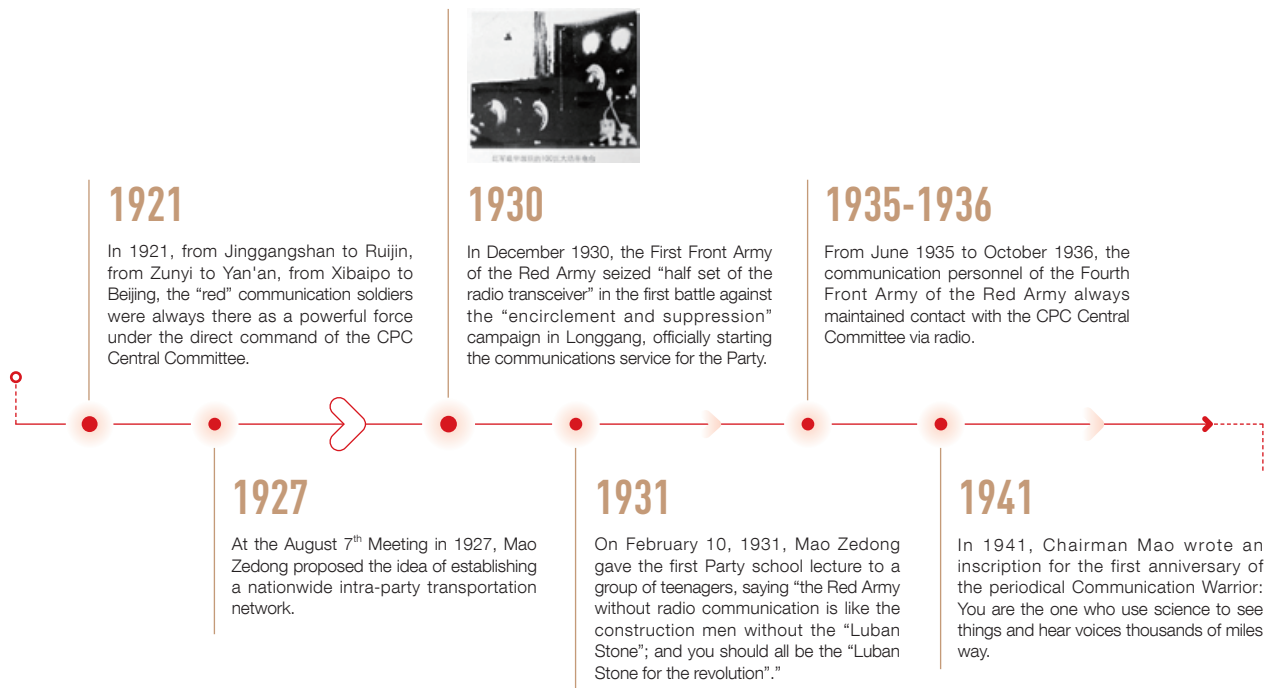 1921
In 1921, from Jinggangshan to Ruijin,
from Zunyi to Yan'an, from Xibaipo to
Beijing, the “red” communication soldiers
were always there as a powerful force
under the direct command of the CPC
Central Committee.
1927
At the August 7th Meeting in 1927, Mao
Zedong proposed the idea of establishing
a nationwide intra-party transportation
network.
1930
In December 1930, the First Front Army
of the Red Army seized “half set of the
radio transceiver” in the first battle against
the “encirclement and suppression”
campaign in Longgang, officially starting
the communications service for the Party.
1931
On February 10, 1931, Mao Zedong
gave the first Party school lecture to a
group of teenagers, saying “the Red Army
without radio communication is like the
construction men without the “Luban
Stone”; and you should all be the “Luban
Stone for the revolution”.”
1935-1936
From June 1935 to October 1936, the
communication personnel of the Fourth
Front Army of the Red Army always
maintained contact with the CPC Central
Committee via radio.
1941
In 1941, Chairman Mao wrote an
inscription for the first anniversary of
the periodical Communication Warrior:
You are the one who use science to see
things and hear voices thousands of miles
way.